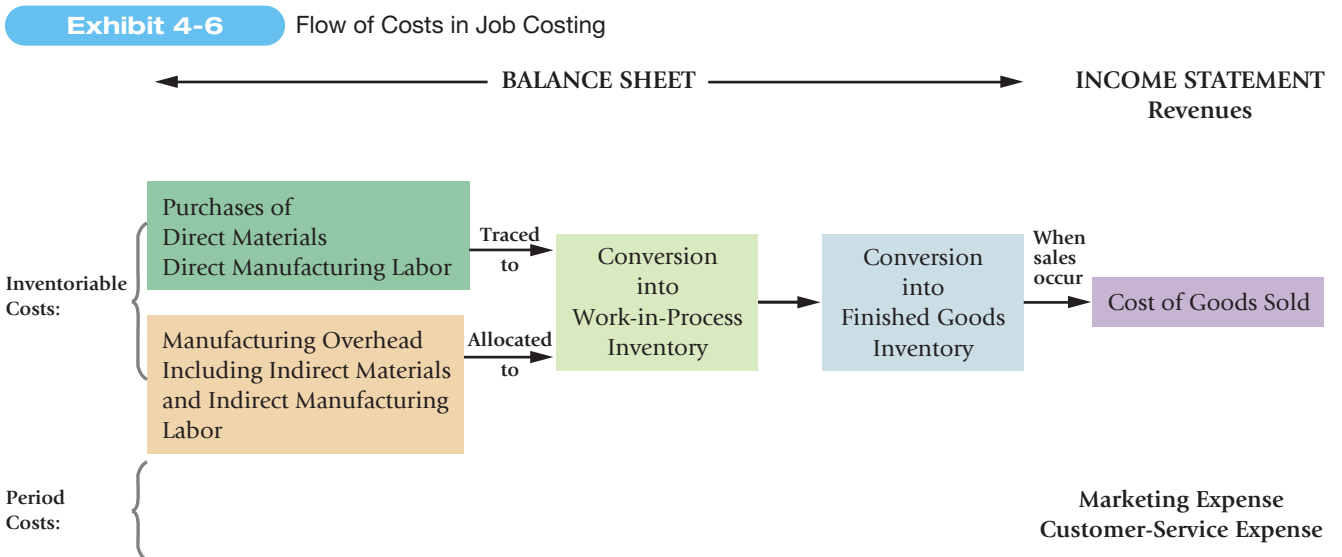 Exhibit 4-6 Flow of Costs in Job Costing
BALANCE SHEET
INCOME STATEMENT
Revenues
Inventoriable
Costs:
Purchases of
Direct Materials
Direct Manufacturing Labor
Traced
to
Manufacturing Overhead
Including Indirect Materials
and Indirect Manufacturing
Labor
Allocated
to
Conversion
into
Work-in-Process
Inventory
Conversion
into
Finished Goods
Inventory
When
sales
occur
Cost of Goods Sold
Period
Costs:
Marketing Expense
Customer-Service Expense